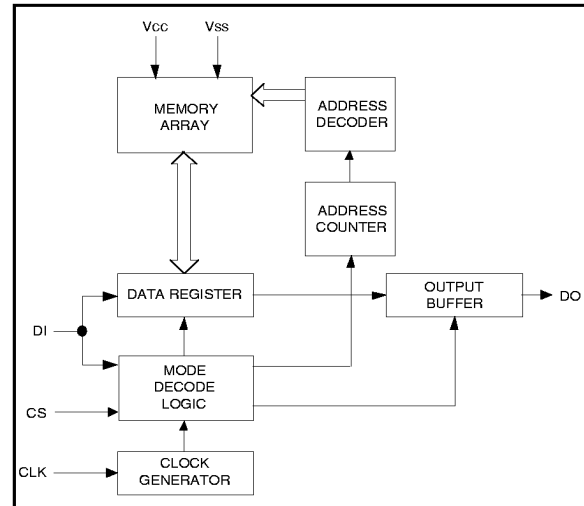 Vcc Vss
MEMORY
ARRAY
ADDRESS
DECODER
ADDRESS
COUNTER
DATA REGISTER
OUTPUT
BUFFER
DO
DI
MODE
DECODE
LOGIC
CS
CLK
CLOCK
GENERATOR